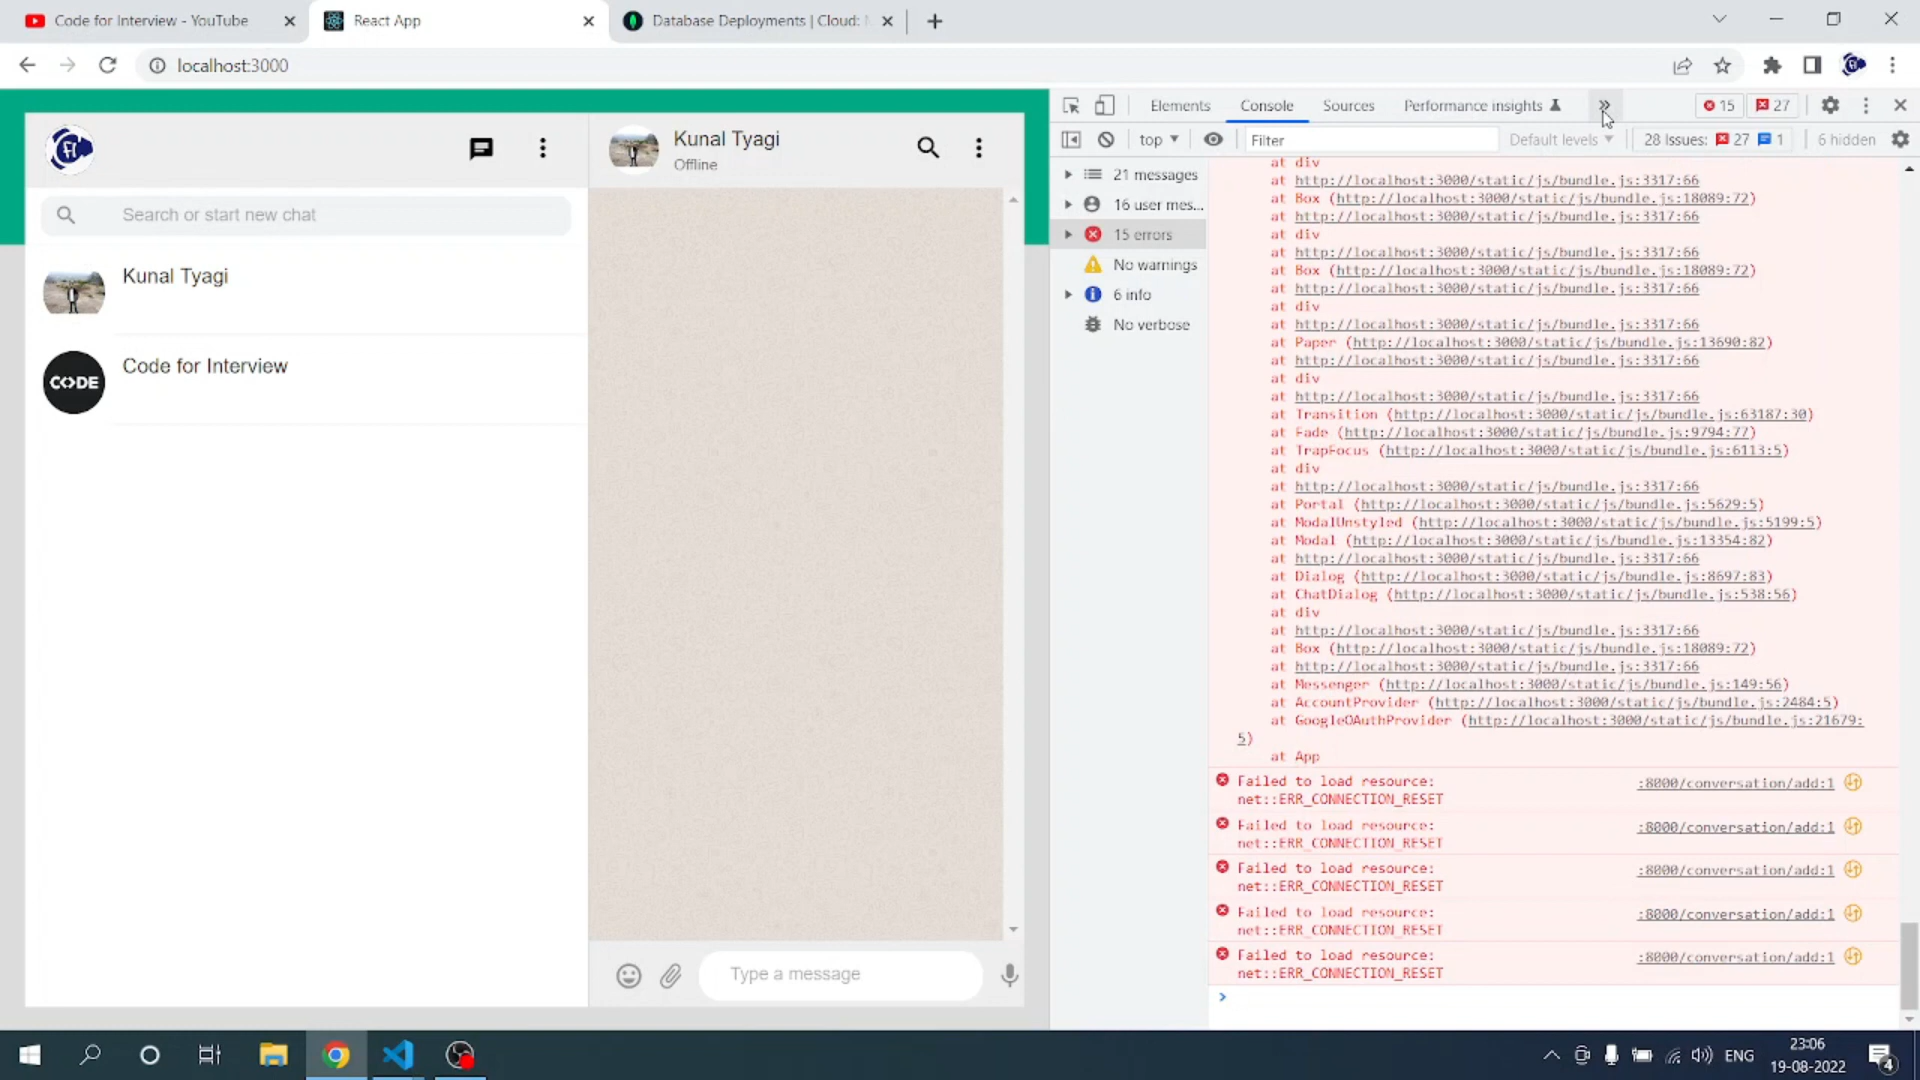 Code for Interview - YouTube
React App
Database Deployments | Cloud: M
localhost:3000
Elements
Console
Sources
Performance insights
15
27
top
Filter
Default levels
28 Issues:
27
1
6 hidden
Kunal Tyagi
Offline
Search or start new chat
Kunal Tyagi
CODE
Code for Interview
Type a message
21 messages
16 user mes...
15 errors
No warnings
6 info
No verbose
at div
at http://localhost:3000/static/js/bundle.js:3317:66
at Box (http://localhost:3000/static/js/bundle.js:18089:72)
at http://localhost:3000/static/js/bundle.js:3317:66
at div
at http://localhost:3000/static/js/bundle.js:3317:66
at Box (http://localhost:3000/static/js/bundle.js:18089:72)
at http://localhost:3000/static/js/bundle.js:3317:66
at div
at http://localhost:3000/static/js/bundle.js:3317:66
at Paper (http://localhost:3000/static/js/bundle.js:13690:82)
at http://localhost:3000/static/js/bundle.js:3317:66
at div
at http://localhost:3000/static/js/bundle.js:3317:66
at Transition (http://localhost:3000/static/js/bundle.js:63187:30)
at Fade (http://localhost:3000/static/js/bundle.js:9794:77)
at TrapFocus (http://localhost:3000/static/js/bundle.js:6113:5)
at div
at http://localhost:3000/static/js/bundle.js:3317:66
at Portal (http://localhost:3000/static/js/bundle.js:5629:5)
at ModalUnstyled (http://localhost:3000/static/js/bundle.js:5199:5)
at Modal (http://localhost:3000/static/js/bundle.js:13354:82)
at http://localhost:3000/static/js/bundle.js:3317:66
at Dialog (http://localhost:3000/static/js/bundle.js:8697:83)
at ChatDialog (http://localhost:3000/static/js/bundle.js:538:56)
at div
at http://localhost:3000/static/js/bundle.js:3317:66
at Box (http://localhost:3000/static/js/bundle.js:18089:72)
at http://localhost:3000/static/js/bundle.js:3317:66
at Messenger (http://localhost:3000/static/js/bundle.js:149:56)
at AccountProvider (http://localhost:3000/static/js/bundle.js:2484:5)
at GoogleOAuthProvider (http://localhost:3000/static/js/bundle.js:21679:
5)
at App
Failed to load resource: :8000/conversation/add:1
net::ERR_CONNECTION_RESET
Failed to load resource: :8000/conversation/add:1
net::ERR_CONNECTION_RESET
Failed to load resource: :8000/conversation/add:1
net::ERR_CONNECTION_RESET
Failed to load resource: :8000/conversation/add:1
net::ERR_CONNECTION_RESET
Failed to load resource: :8000/conversation/add:1
net::ERR_CONNECTION_RESET
ENG
23:06
19-08-2022
4